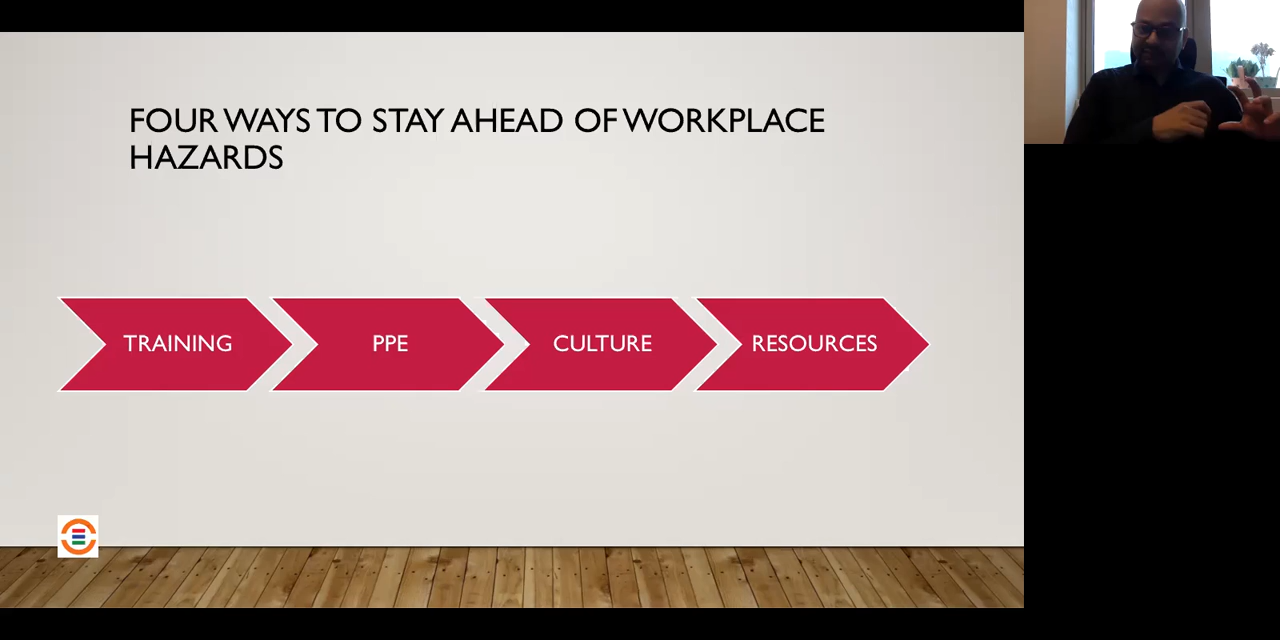 FOUR WAYS TO STAY AHEAD OF WORKPLACE
HAZARDS
TRAINING
PPE
CULTURE
RESOURCES